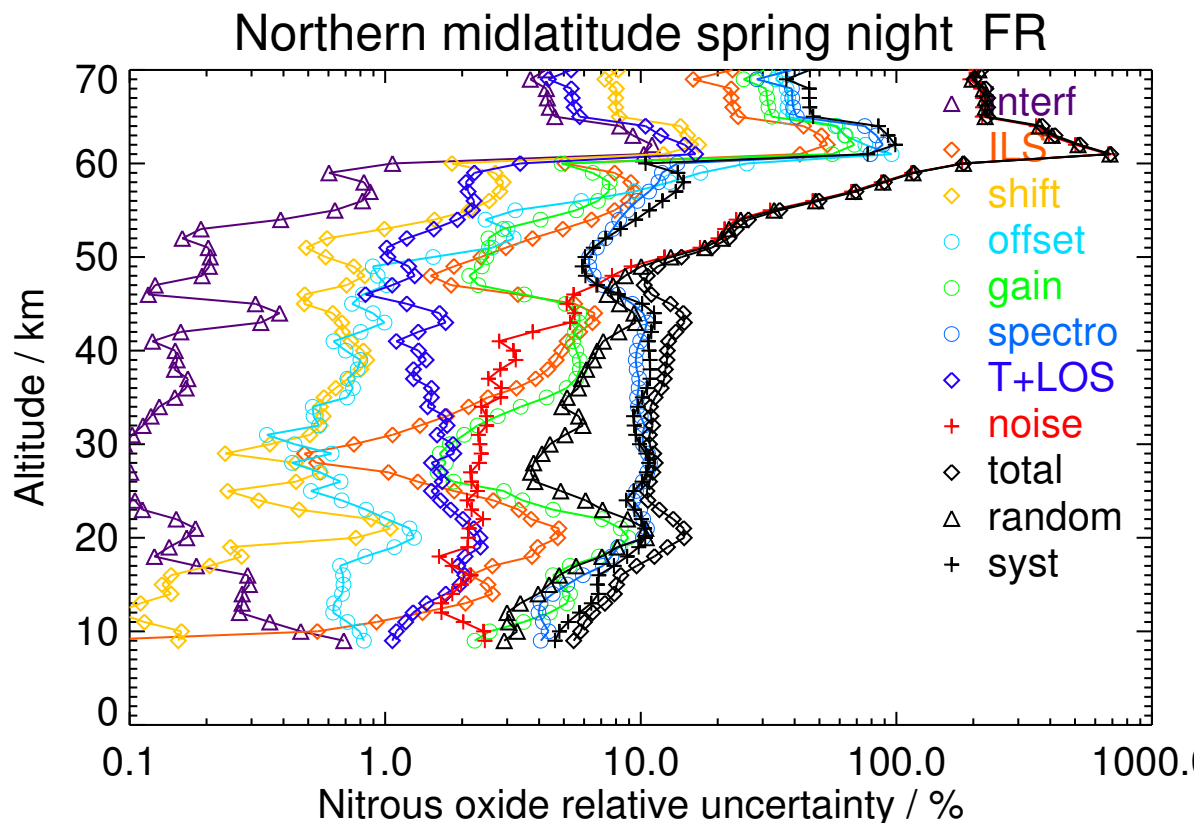 Northern midlatitude spring night FR
70
60
50
40
30
20
10
0
Altitude / km
interf
ILS
shift
offset
gain
spectro
T+LOS
noise
total
random
syst
0.1 1.0 10.0 100.0 1000.0
Nitrous oxide relative uncertainty / %